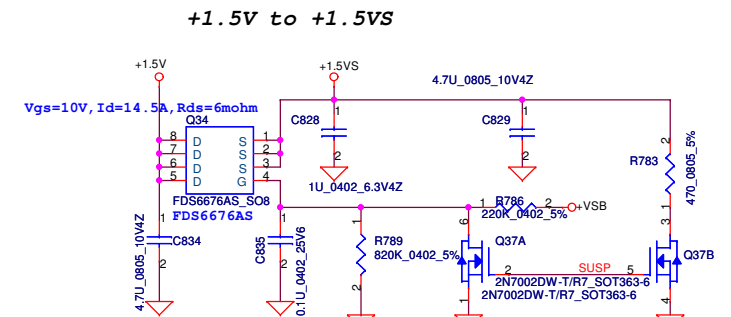 +1.5V to +1.5VS
+1.5V
+1.5VS
4.7U_0805_10V4Z
Vgs=10V,Id=14.5A,Rds=6mohm
Q34
8 D S 1
7 D S 2
6 D S 3
5 D G 4
FDS6676AS_SO8
FDS6676AS
1
C828
2
1U_0402_6.3V4Z
1
C829
2
2
R783
470_0805_5%
1
1
C834
2
4.7U_0805_10V4Z
1
C835
2
0.1U_0402_25V6
1
R789
820K_0402_5%
2
1 R786 2
220K_0402_5%
+VSB
6
Q37A
2
1
2N7002DW-T/R7_SOT363-6
SUSP
3
5
Q37B
4
2N7002DW-T/R7_SOT363-6